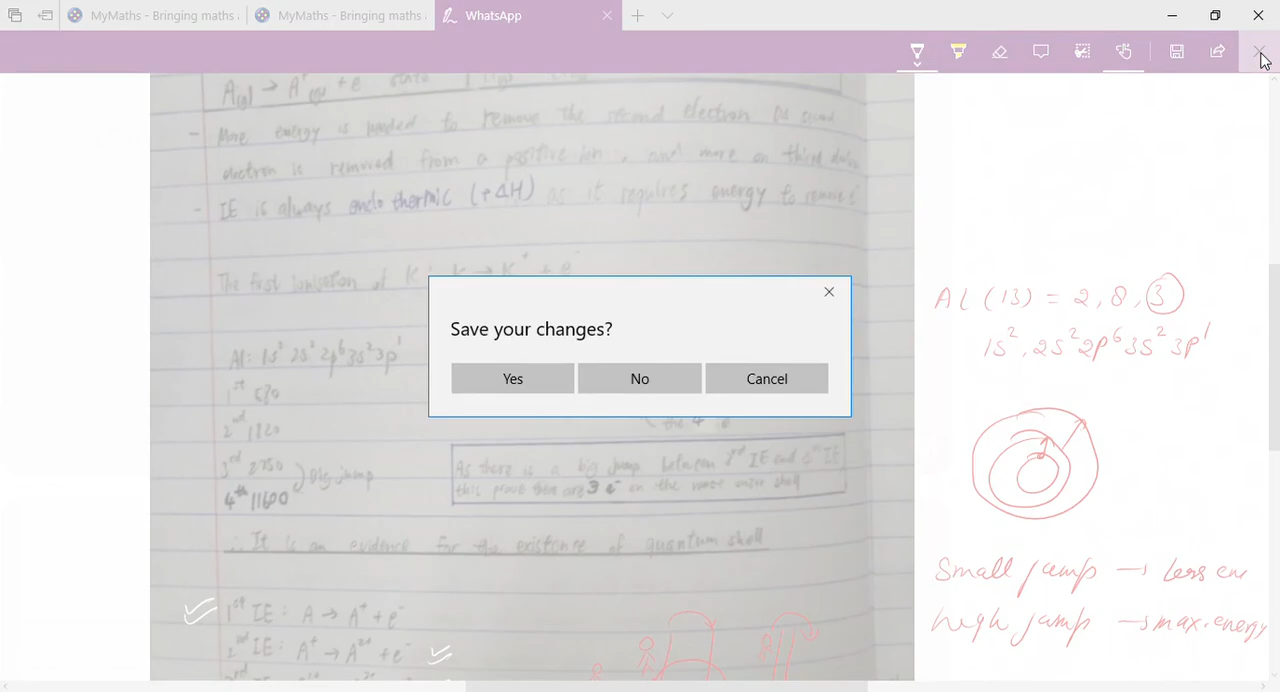 MyMaths - Bringing maths
MyMaths - Bringing maths
WhatsApp
A(g) → A+(g) + e state
- More energy is needed to remove the second electron as second
electron is removed from a positive ion, and more on third
- IE is always endothermic (+ΔH) as it requires energy to remove e
The first ionisation of K : K → K+ + e-
Save your changes?
Yes
No
Cancel
Al: 1s² 2s² 2p⁶ 3s² 3p¹
1st 580
2nd 1820
3rd 2750
4th 11600
Big jump
the 4 e
As there is a big jump between 3rd IE and 4th IE
this prove there are 3 e- on the most outer shell
∴ It is an evidence for the existence of quantum shell
1st IE : A → A+ + e-
2nd IE : A+ → A2+ + e-
Al (13) = 2, 8, 3
1s², 2s² 2p⁶ 3s² 3p¹
Small jump → less en
high jump → max. energy